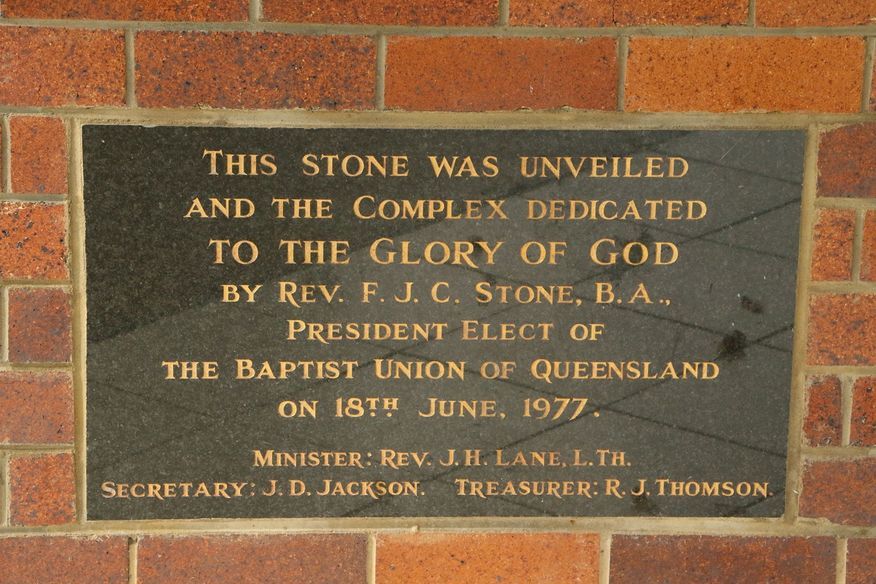 This stone was unveiled
and the Complex dedicated
to the Glory of God
by Rev. F. J. C. Stone, B.A.,
President Elect of
the Baptist Union of Queensland
on 18th June, 1977.
Minister: Rev. J.H. Lane, L.Th.
Secretary: J. D. Jackson. Treasurer: R. J. Thomson.